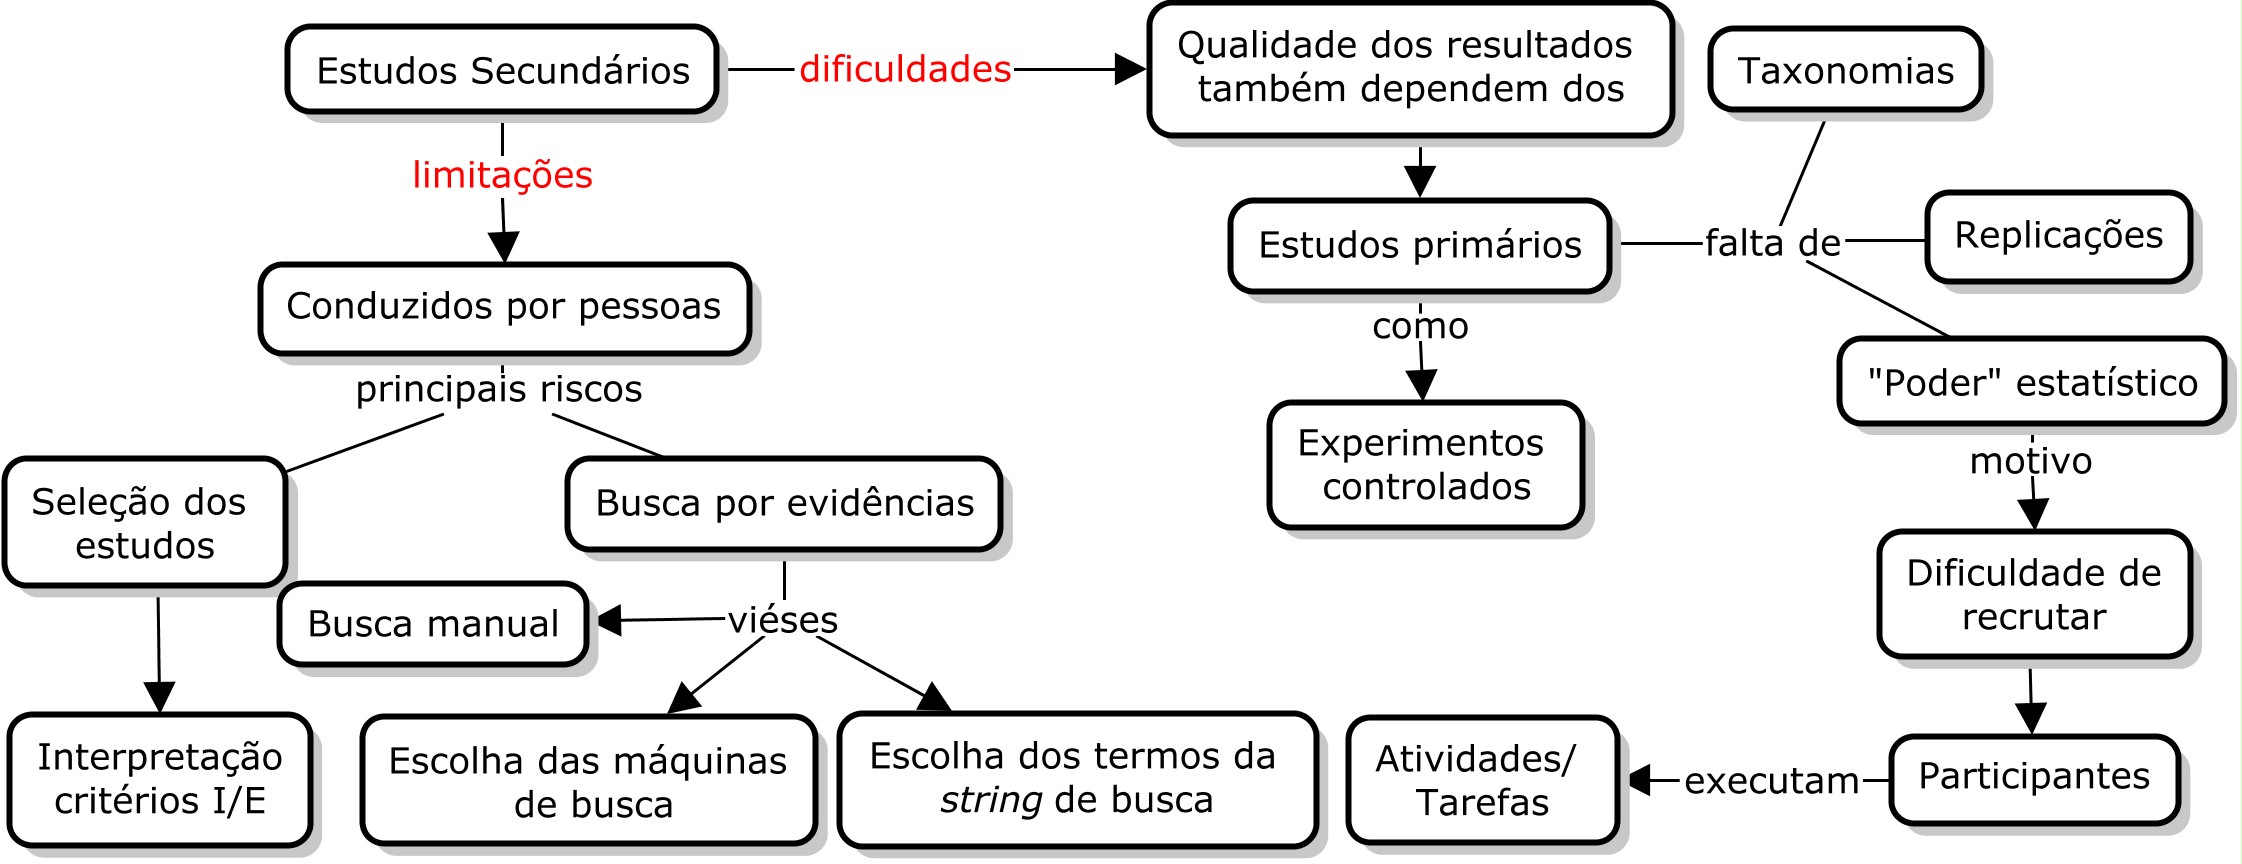 Estudos Secundários
dificuldades
Qualidade dos resultados
também dependem dos
Taxonomias
limitações
Estudos primários
falta de
Replicações
Conduzidos por pessoas
como
"Poder" estatístico
principais riscos
Experimentos
controlados
motivo
Seleção dos
estudos
Busca por evidências
Dificuldade de
recrutar
Busca manual
viéses
Interpretação
critérios I/E
Escolha das máquinas
de busca
Escolha dos termos da
string de busca
Atividades/
Tarefas
executam
Participantes